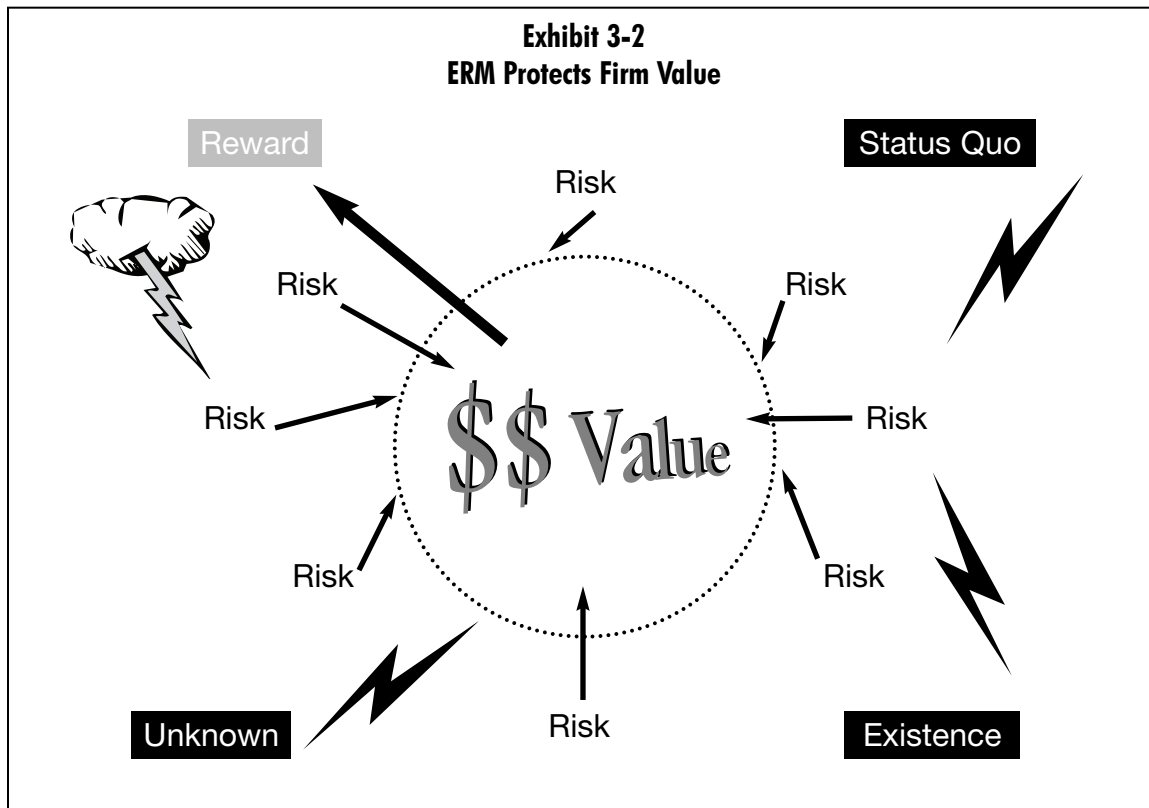 Exhibit 3-2
ERM Protects Firm Value
Reward
Status Quo
Risk
Risk
Risk
Risk
Risk
$$ Value
Risk
Risk
Risk
Unknown
Existence